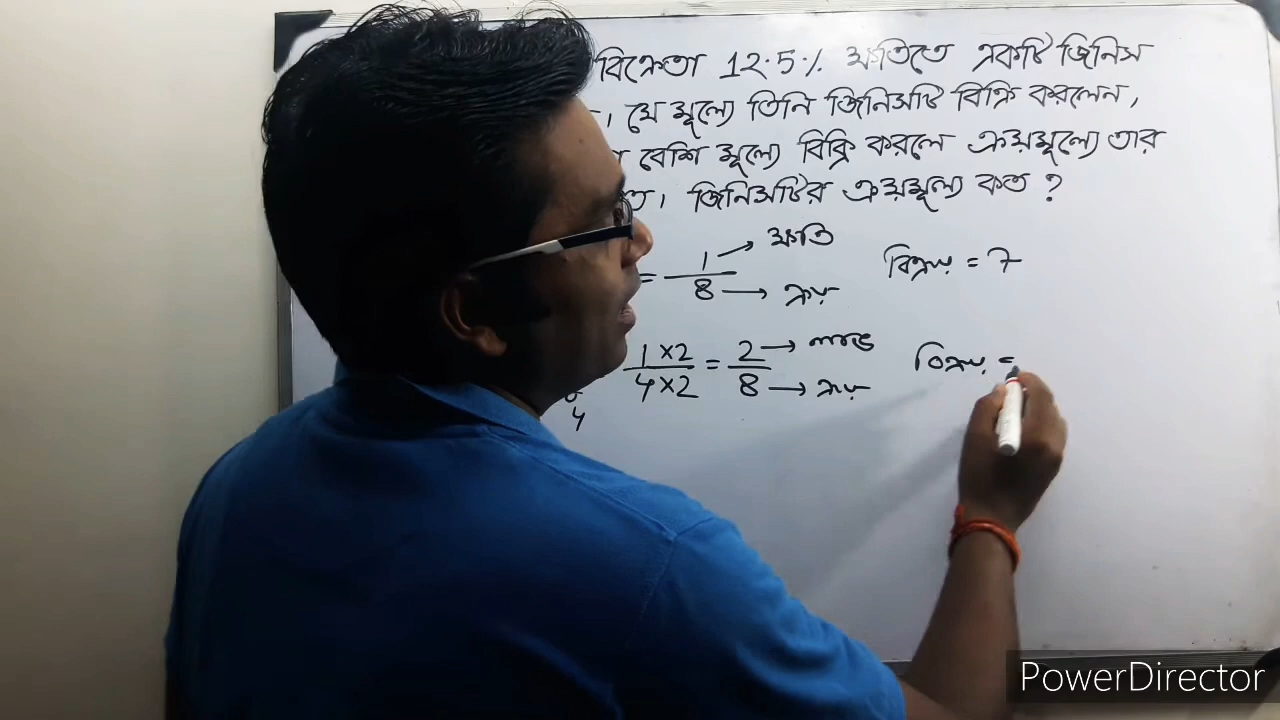 বিক্রেতা 12.5% ক্ষতিতে একটি জিনিস
, যে মূল্যে তিনি জিনিসটি বিক্রি করলেন,
বেশি মূল্যে বিক্রি করলে ক্রয়মূল্যে তার
ত, জিনিসটির ক্রয়মূল্য কত ?
= 1/8 → ক্ষতি → ক্রয় বিক্রয় = 7
1×2/4×2 = 2/8 → লাভ → ক্রয় বিক্রয় =
4
PowerDirector